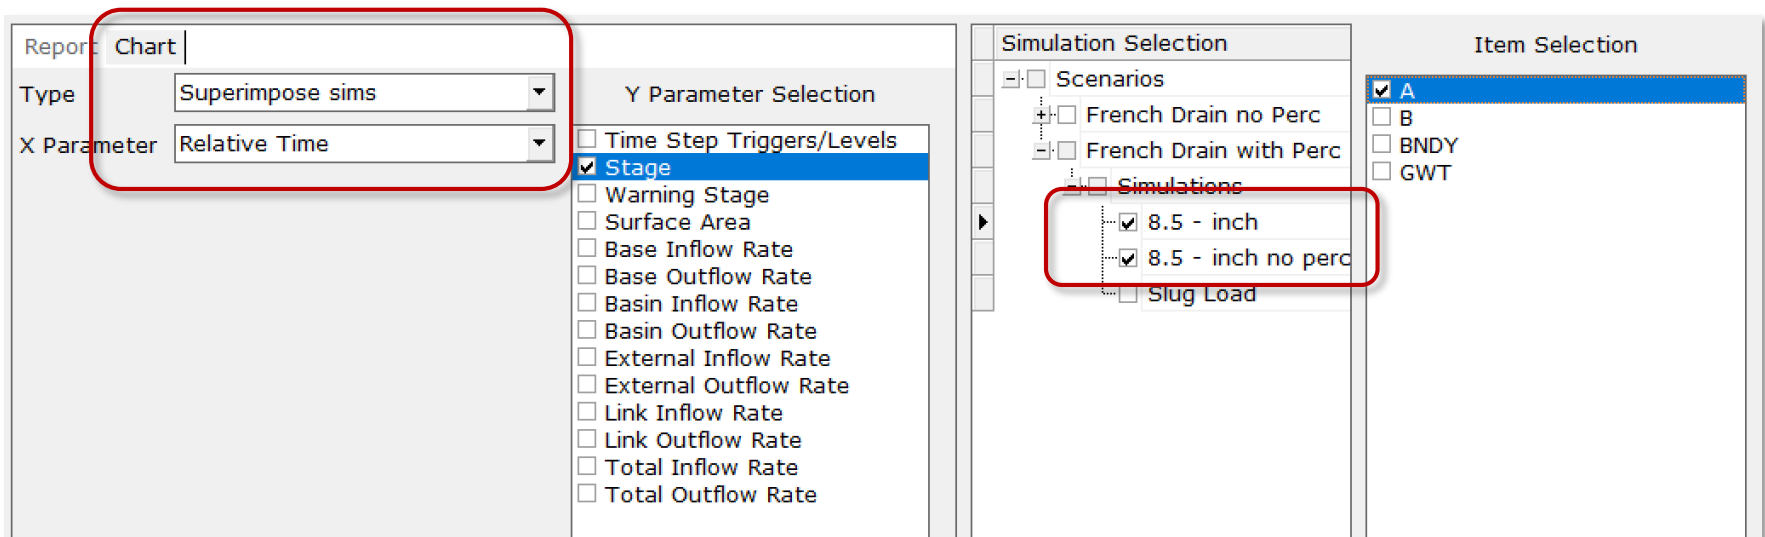 Report Chart
Type Superimpose sims
X Parameter Relative Time
Y Parameter Selection
Time Step Triggers/Levels
Stage
Warning Stage
Surface Area
Base Inflow Rate
Base Outflow Rate
Basin Inflow Rate
Basin Outflow Rate
External Inflow Rate
External Outflow Rate
Link Inflow Rate
Link Outflow Rate
Total Inflow Rate
Total Outflow Rate
Simulation Selection
Scenarios
French Drain no Perc
French Drain with Perc
Simulations
8.5 - inch
8.5 - inch no perc
Slug Load
Item Selection
A
B
BNDY
GWT